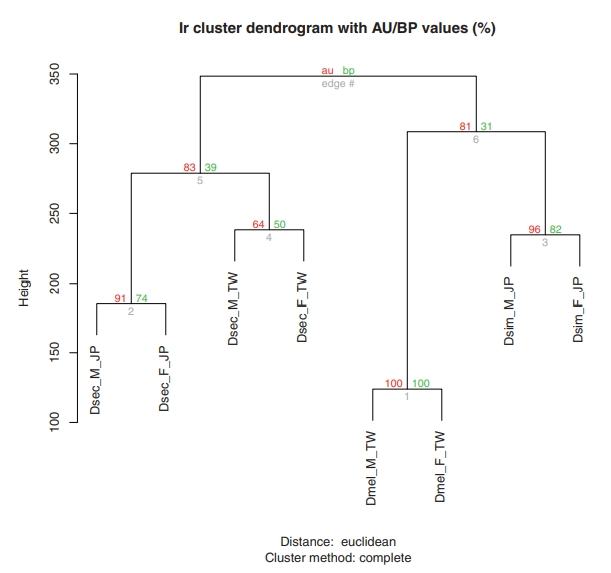 Ir cluster dendrogram with AU/BP values (%)
au bp
edge #
350
300
250
200
150
100
Height
81 31
6
83 39
5
64 50
4
96 82
3
91 74
2
100 100
1
Dsec_M_JP
Dsec_F_JP
Dsec_M_TW
Dsec_F_TW
Dmel_M_TW
Dmel_F_TW
Dsim_M_JP
Dsim_F_JP
Distance: euclidean
Cluster method: complete